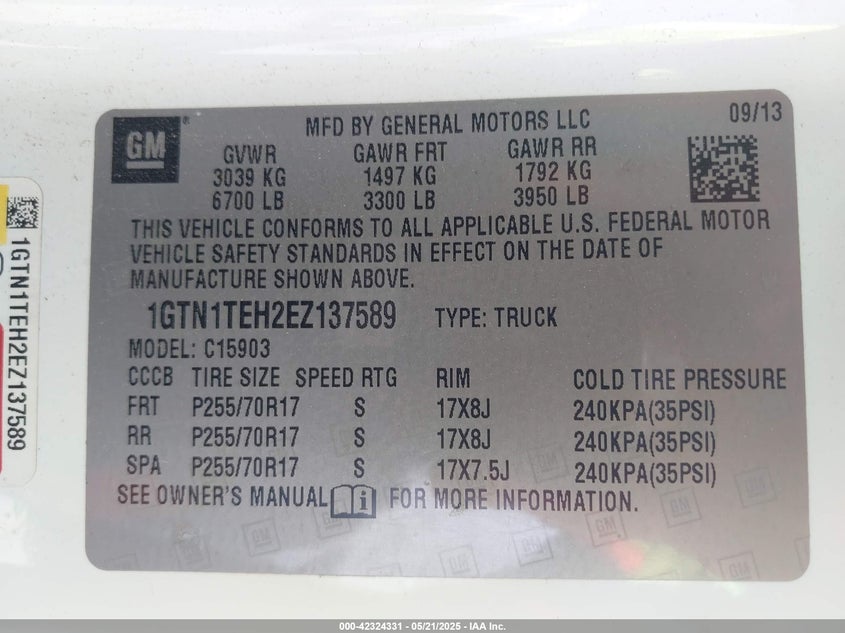 GM
®
MFD BY GENERAL MOTORS LLC
09/13
GVWR GAWR FRT GAWR RR
3039 KG 1497 KG 1792 KG
6700 LB 3300 LB 3950 LB
THIS VEHICLE CONFORMS TO ALL APPLICABLE U.S. FEDERAL MOTOR
VEHICLE SAFETY STANDARDS IN EFFECT ON THE DATE OF
MANUFACTURE SHOWN ABOVE.
1GTN1TEH2EZ137589 TYPE: TRUCK
MODEL: C15903
CCCB TIRE SIZE SPEED RTG RIM COLD TIRE PRESSURE
FRT P255/70R17 S 17X8J 240KPA(35PSI)
RR P255/70R17 S 17X8J 240KPA(35PSI)
SPA P255/70R17 S 17X7.5J 240KPA(35PSI)
SEE OWNER'S MANUAL i FOR MORE INFORMATION.
1GTN1TEH2EZ137589
000-42324331 - 05/21/2025 - IAA Inc.